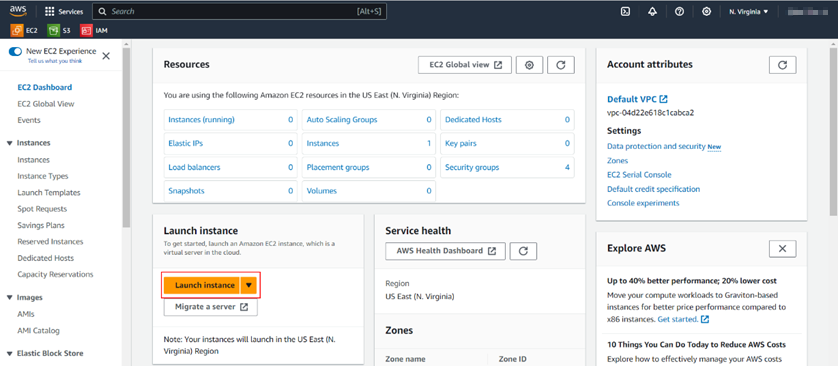 aws
Services
Search
[Alt+S]
N. Virginia
EC2
S3
IAM
New EC2 Experience
Tell us what you think
EC2 Dashboard
EC2 Global View
Events
Instances
Instances
Instance Types
Launch Templates
Spot Requests
Savings Plans
Reserved Instances
Dedicated Hosts
Capacity Reservations
Images
AMIs
AMI Catalog
Elastic Block Store
Resources
EC2 Global view
You are using the following Amazon EC2 resources in the US East (N. Virginia) Region:
Instances (running) 0
Auto Scaling Groups 0
Dedicated Hosts 0
Elastic IPs 0
Instances 1
Key pairs 0
Load balancers 0
Placement groups 0
Security groups 4
Snapshots 0
Volumes 0
Launch instance
To get started, launch an Amazon EC2 instance, which is a
virtual server in the cloud.
Launch instance
Migrate a server
Note: Your instances will launch in the US East (N.
Virginia) Region
Service health
AWS Health Dashboard
Region
US East (N. Virginia)
Zones
Zone name
Zone ID
Account attributes
Default VPC
vpc-04d22e618c1cabca2
Settings
Data protection and security New
Zones
EC2 Serial Console
Default credit specification
Console experiments
Explore AWS
Up to 40% better performance; 20% lower cost
Move your compute workloads to Graviton-based
instances for better price performance compared to
x86 instances. Get started.
10 Things You Can Do Today to Reduce AWS Costs
Explore how to effectively manage your AWS costs